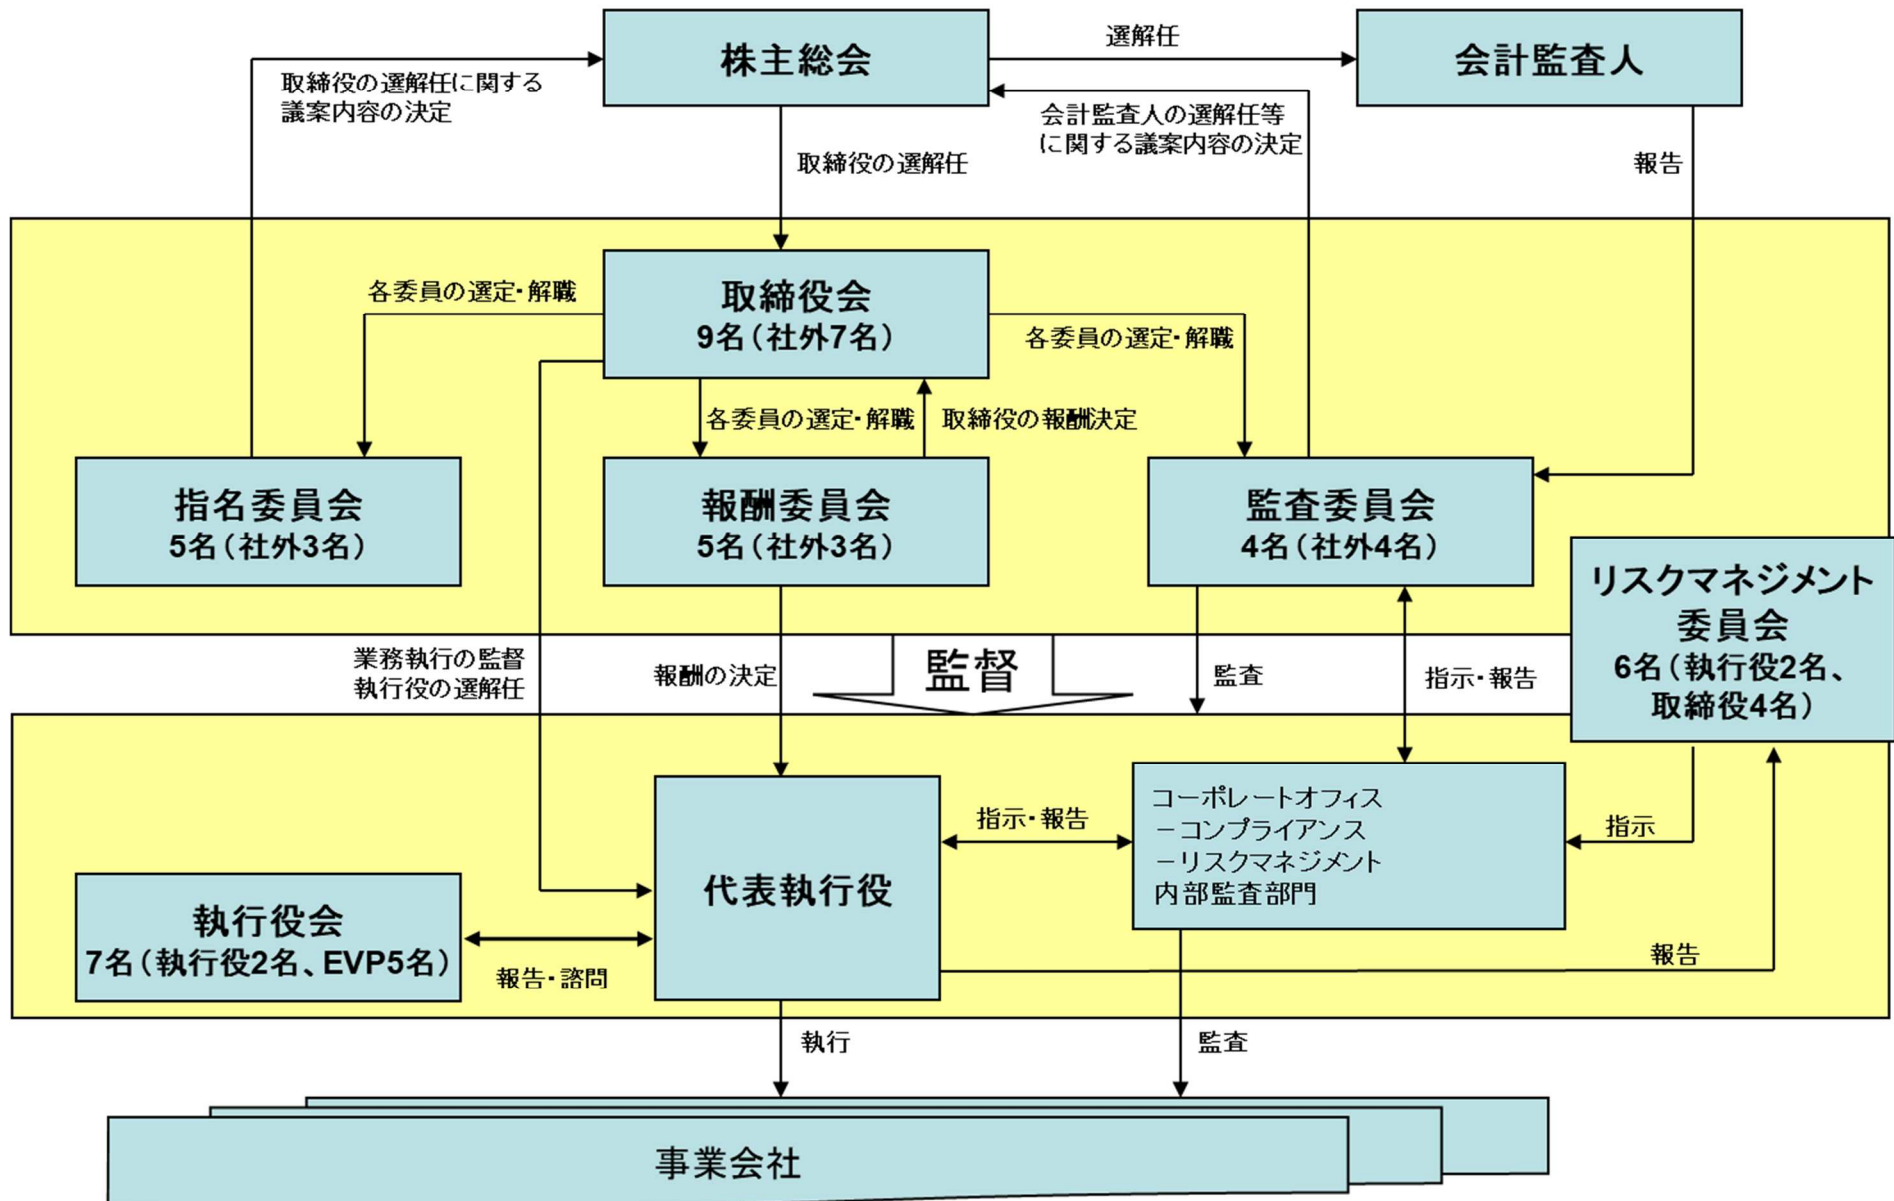 株主総会
選解任
会計監査人
取締役の選解任に関する
議案内容の決定
会計監査人の選解任等
に関する議案内容の決定
取締役の選解任
報告
取締役会
9名(社外7名)
各委員の選定・解職
各委員の選定・解職
各委員の選定・解職
取締役の報酬決定
指名委員会
5名(社外3名)
報酬委員会
5名(社外3名)
監査委員会
4名(社外4名)
リスクマネジメント
委員会
6名(執行役2名、
取締役4名)
業務執行の監督
執行役の選解任
報酬の決定
監督
監査
指示・報告
コーポレートオフィス
-コンプライアンス
-リスクマネジメント
内部監査部門
指示・報告
指示
代表執行役
執行役会
7名(執行役2名、EVP5名)
報告・諮問
報告
執行
監査
事業会社